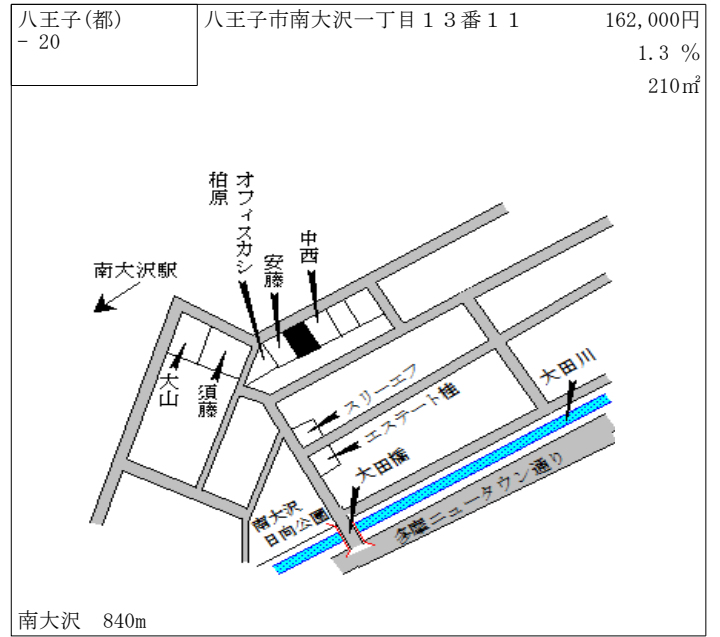 八王子(都)
- 20
八王子市南大沢一丁目１３番１１
162,000円
1.3 %
210㎡
オフィスカシ
柏原
中西
安藤
南大沢駅
大山
須藤
スリーエフ
エステート桂
大田川
大田橋
南大沢
日向公園
多摩ニュータウン通り
南大沢　840m